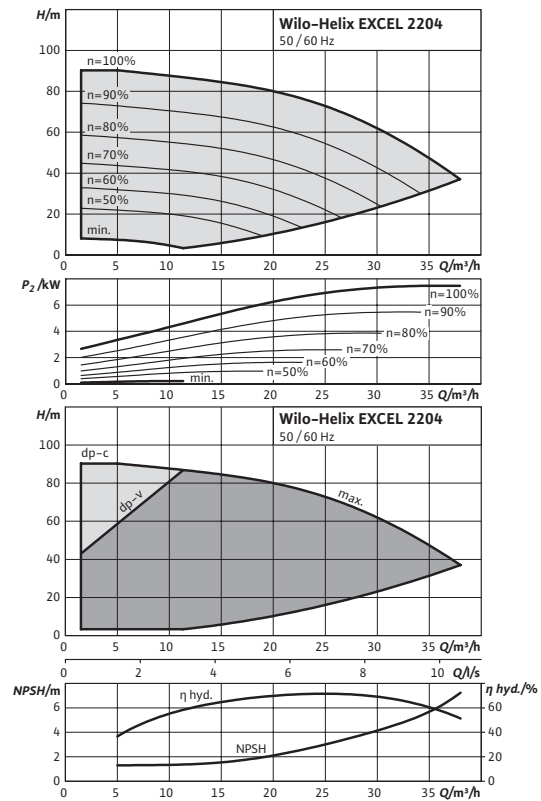 H/m
Wilo-Helix EXCEL 2204
50 / 60 Hz
100
n=100%
80
n=90%
60
n=80%
40
n=70%
n=60%
20
n=50%
min.
0
0 5 10 15 20 25 30 35 Q/m³/h
P₂ /kW
6
n=100%
n=90%
4
n=80%
n=70%
2
n=60%
n=50%
min.
0
0 5 10 15 20 25 30 35 Q/m³/h
H/m
Wilo-Helix EXCEL 2204
50 / 60 Hz
100
dp-c
80
dp-v
max.
60
40
20
0
0 5 10 15 20 25 30 35 Q/m³/h
0 2 4 6 8 10 Q/l/s
NPSH/m
η hyd./%
η hyd.
6 60
4 40
NPSH
2 20
0 0
0 5 10 15 20 25 30 35 Q/m³/h